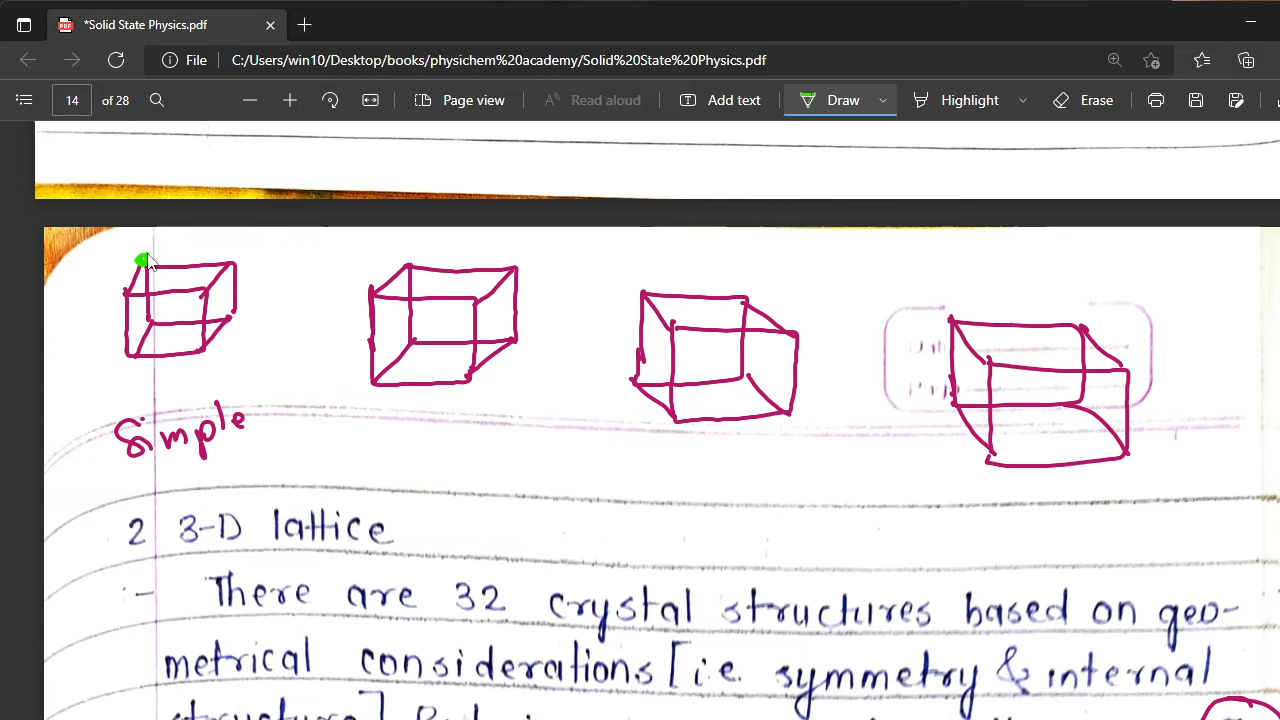 *Solid State Physics.pdf
File C:/Users/win10/Desktop/books/physichem%20academy/Solid%20State%20Physics.pdf
14 of 28 Page view Read aloud Add text Draw Highlight Erase
Simple
2 3-D lattice
:- There are 32 crystal structures based on geo-
metrical considerations [i.e. symmetry & internal
structure]